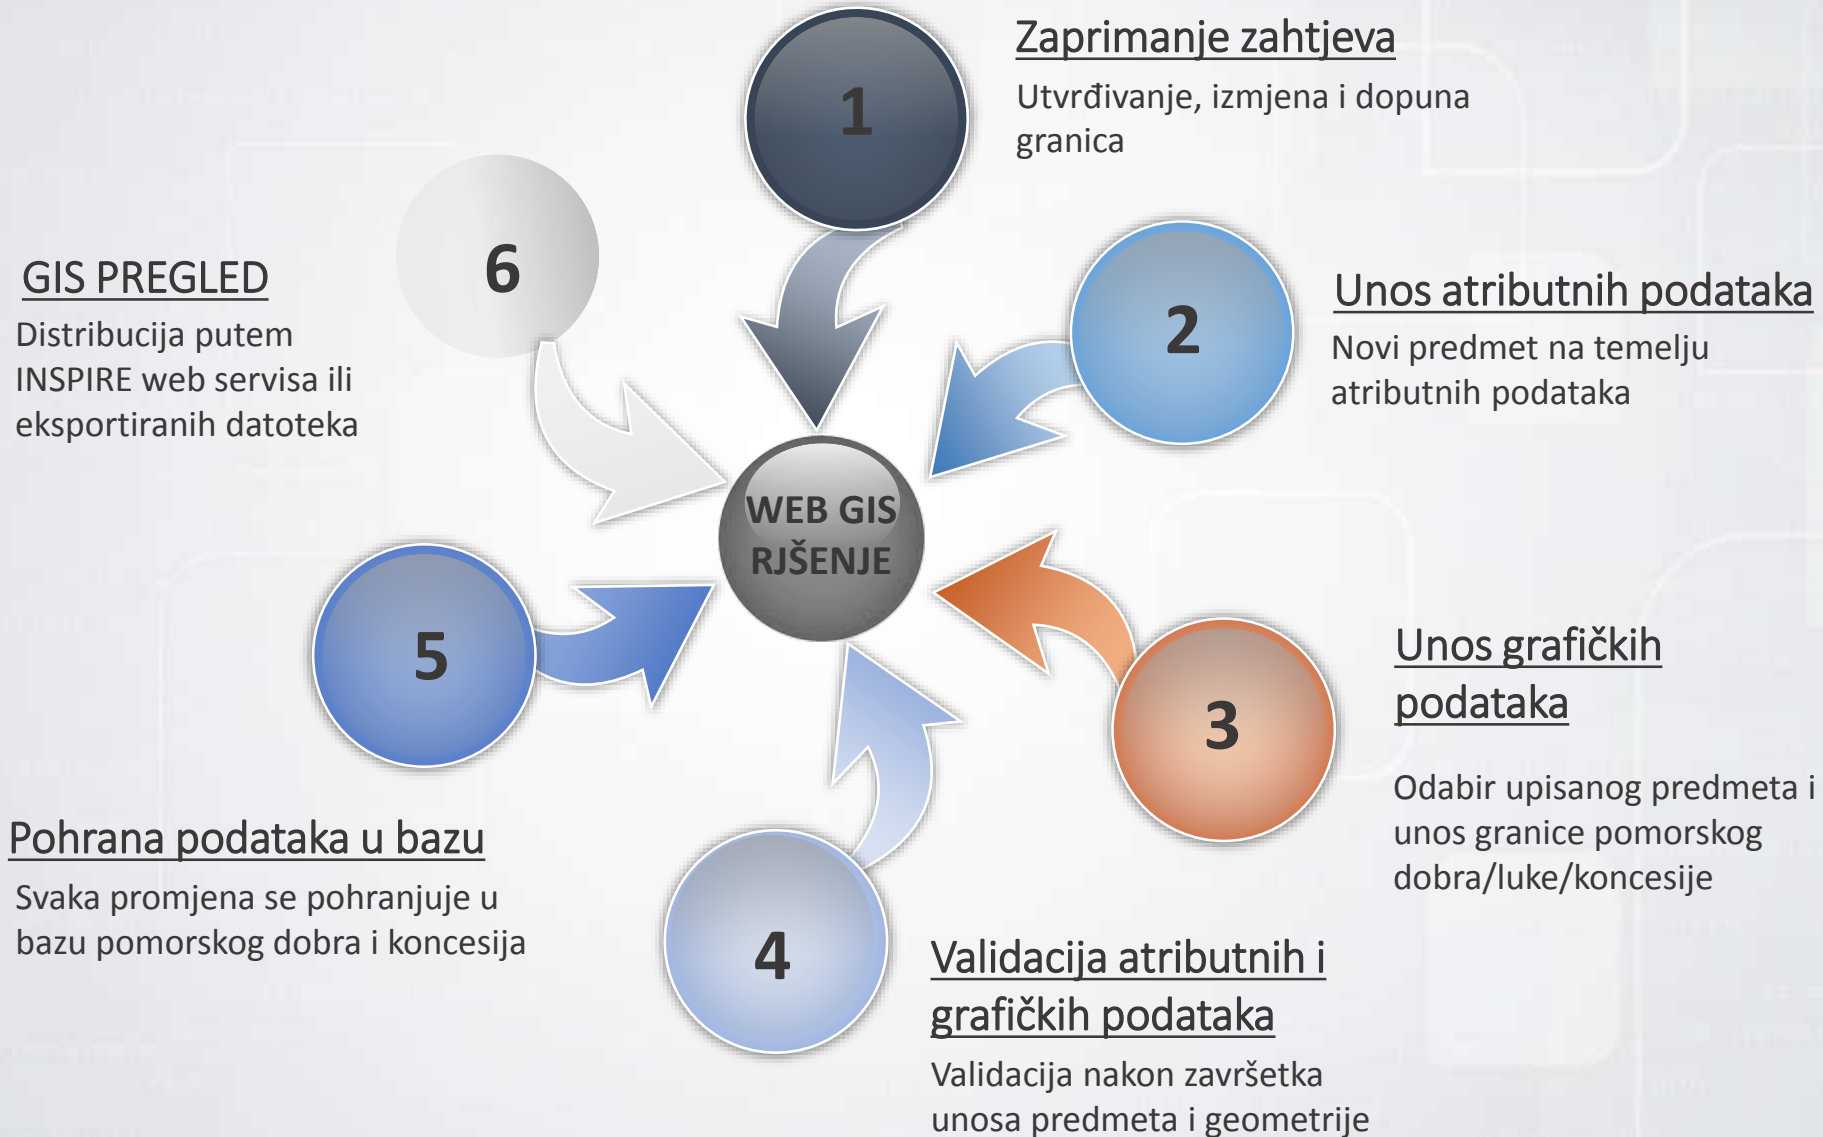 1
Zaprimanje zahtjeva
Utvrđivanje, izmjena i dopuna
granica
2
Unos atributnih podataka
Novi predmet na temelju
atributnih podataka
3
Unos grafičkih
podataka
Odabir upisanog predmeta i
unos granice pomorskog
dobra/luke/koncesije
4
Validacija atributnih i
grafičkih podataka
Validacija nakon završetka
unosa predmeta i geometrije
5
Pohrana podataka u bazu
Svaka promjena se pohranjuje u
bazu pomorskog dobra i koncesija
6
GIS PREGLED
Distribucija putem
INSPIRE web servisa ili
eksportiranih datoteka
WEB GIS
RJŠENJE